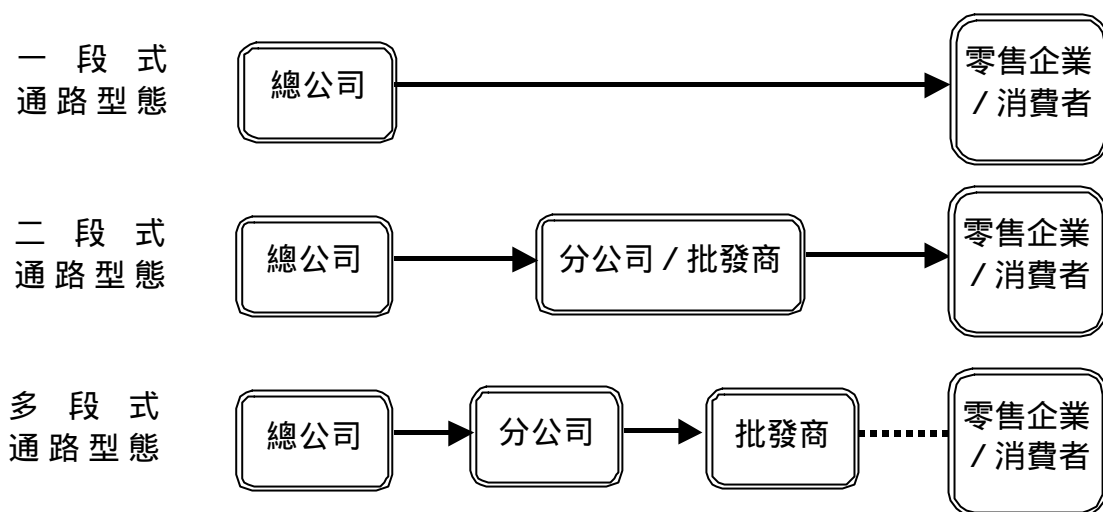 一 段 式
通 路 型 態
總公司
零售企業
/ 消費者
二 段 式
通 路 型 態
總公司
分公司 / 批發商
零售企業
/ 消費者
多 段 式
通 路 型 態
總公司
分公司
批發商
零售企業
/ 消費者